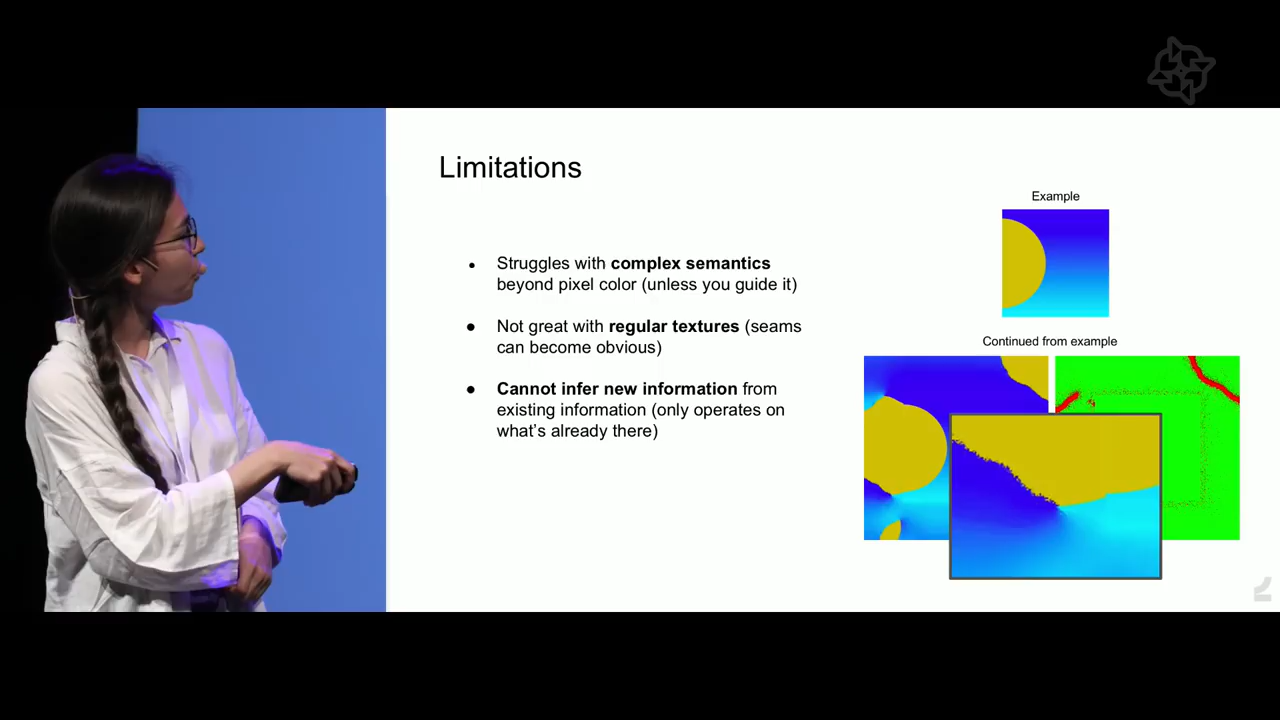 Limitations
Example
Struggles with complex semantics
beyond pixel color (unless you guide it)
Not great with regular textures (seams
can become obvious)
Cannot infer new information from
existing information (only operates on
what's already there)
Continued from example